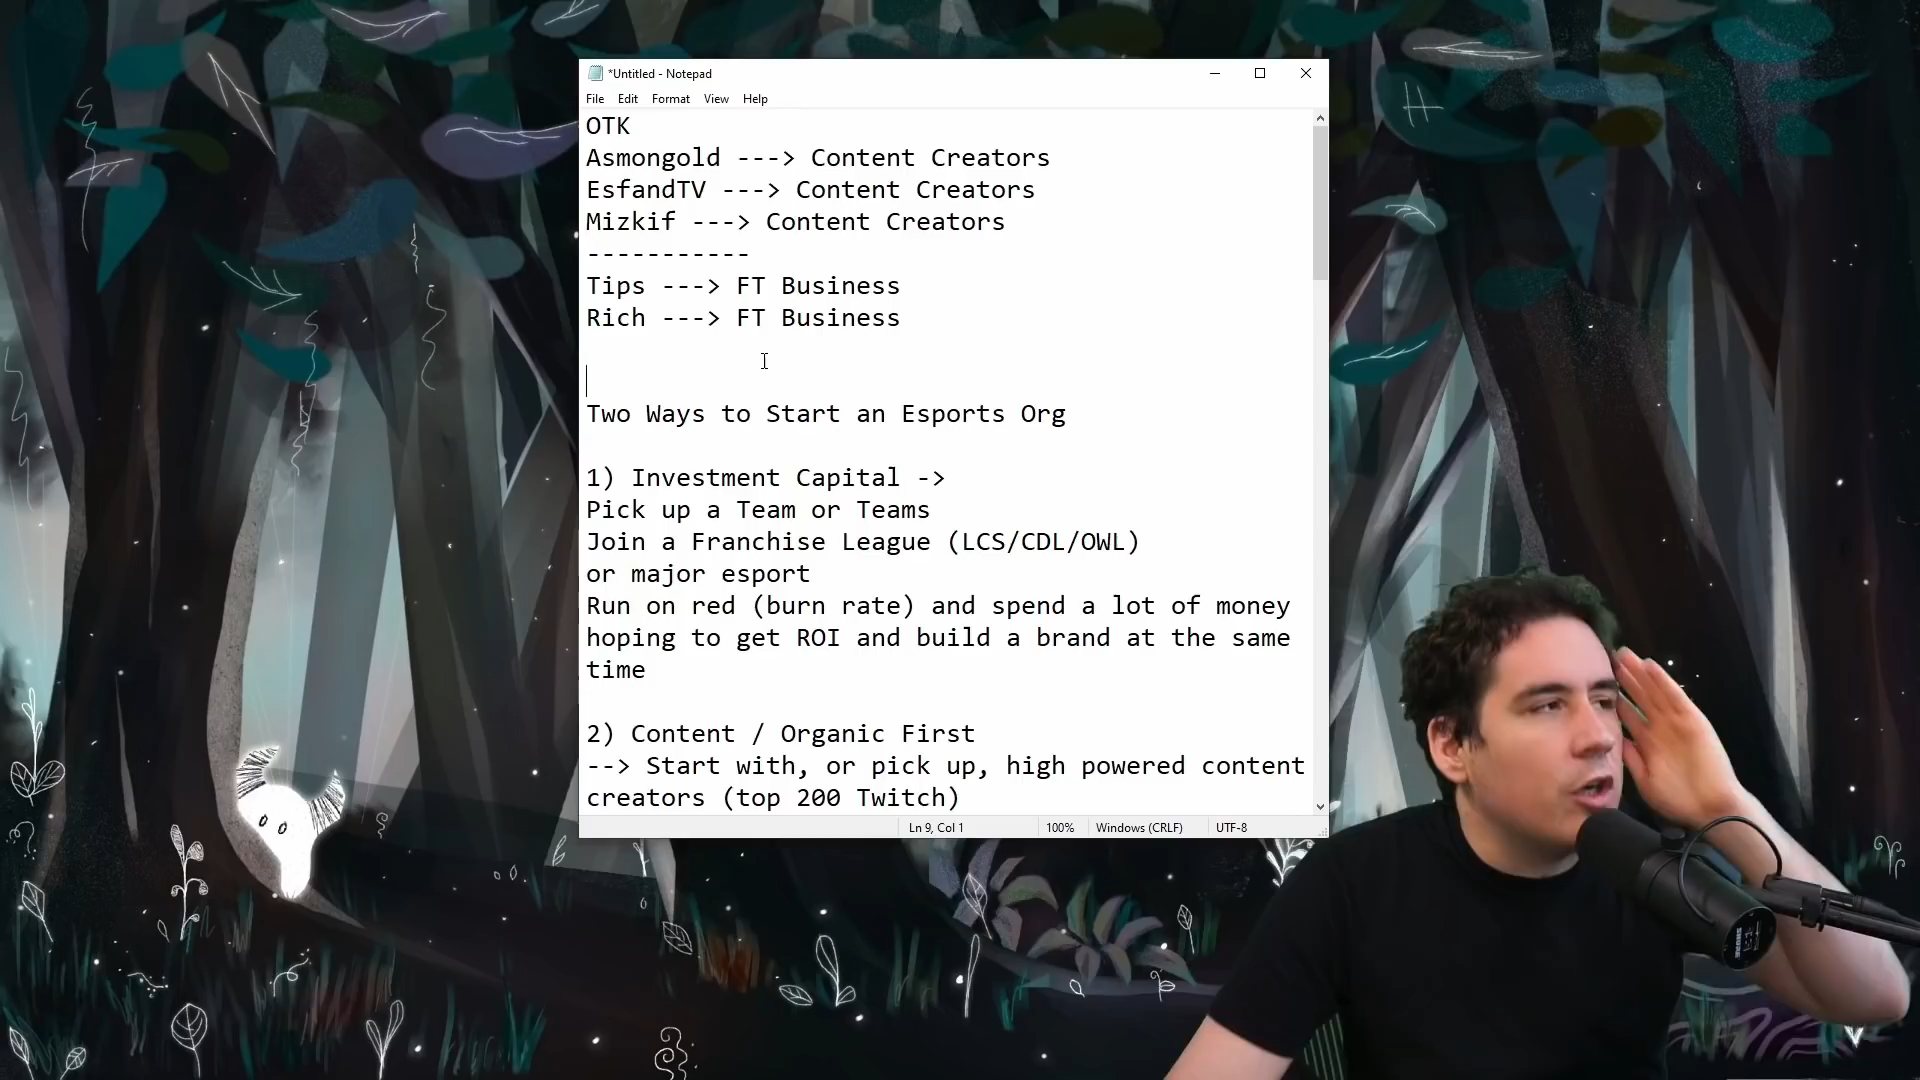 *Untitled - Notepad
File Edit Format View Help
OTK
Asmongold ---> Content Creators
EsfandTV ---> Content Creators
Mizkif ---> Content Creators
-----------
Tips ---> FT Business
Rich ---> FT Business
Two Ways to Start an Esports Org
1) Investment Capital ->
Pick up a Team or Teams
Join a Franchise League (LCS/CDL/OWL)
or major esport
Run on red (burn rate) and spend a lot of money
hoping to get ROI and build a brand at the same
time
2) Content / Organic First
--> Start with, or pick up, high powered content
creators (top 200 Twitch)
Ln 9, Col 1 100% Windows (CRLF) UTF-8
SHURE